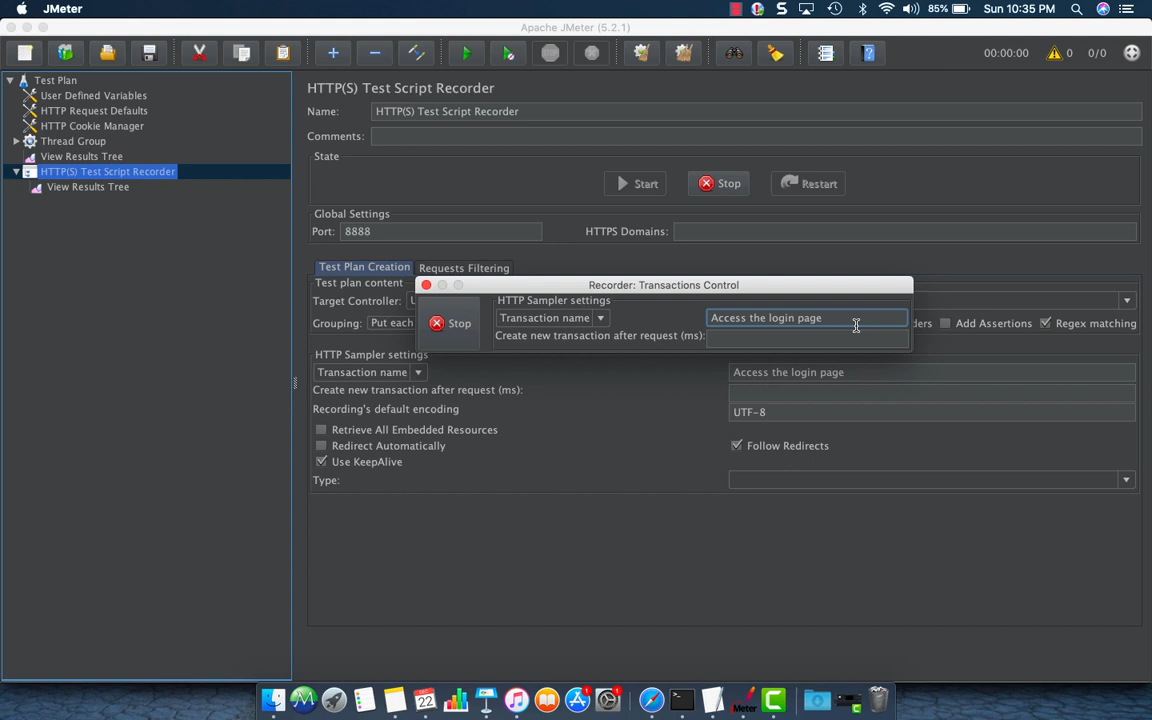 JMeter
85%
Sun 10:35 PM
Apache JMeter (5.2.1)
00:00:00
0
0/0
Test Plan
User Defined Variables
HTTP Request Defaults
HTTP Cookie Manager
Thread Group
View Results Tree
HTTP(S) Test Script Recorder
View Results Tree
HTTP(S) Test Script Recorder
Name: HTTP(S) Test Script Recorder
Comments:
State
Start Stop Restart
Global Settings
Port: 8888 HTTPS Domains:
Test Plan Creation Requests Filtering
Test plan content
Target Controller:
Grouping: Put each
Add Assertions Regex matching
Recorder: Transactions Control
Stop
HTTP Sampler settings
Transaction name Access the login page
Create new transaction after request (ms):
HTTP Sampler settings
Transaction name Access the login page
Create new transaction after request (ms):
Recording's default encoding UTF-8
Retrieve All Embedded Resources
Redirect Automatically Follow Redirects
Use KeepAlive
Type:
DEC
22
1
1
Meter